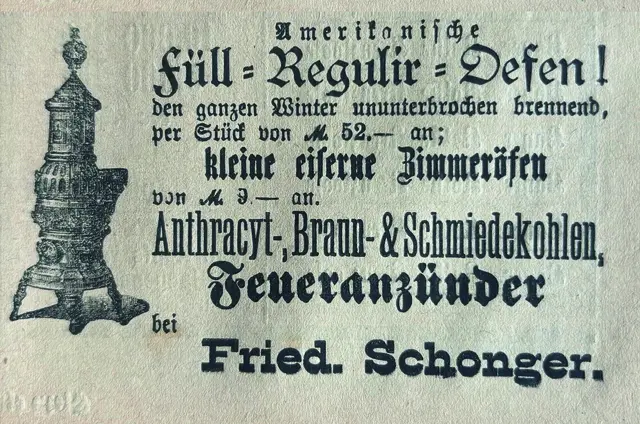 Amerikanische
Füll = Regulir = Oefen!
den ganzen Winter ununterbrochen brennend,
per Stück von M. 52.— an;
kleine eiserne Zimmeröfen
von M. 9.— an.
Anthracyt-, Braun- & Schmiedekohlen,
Feueranzünder
bei
Fried. Schonger.